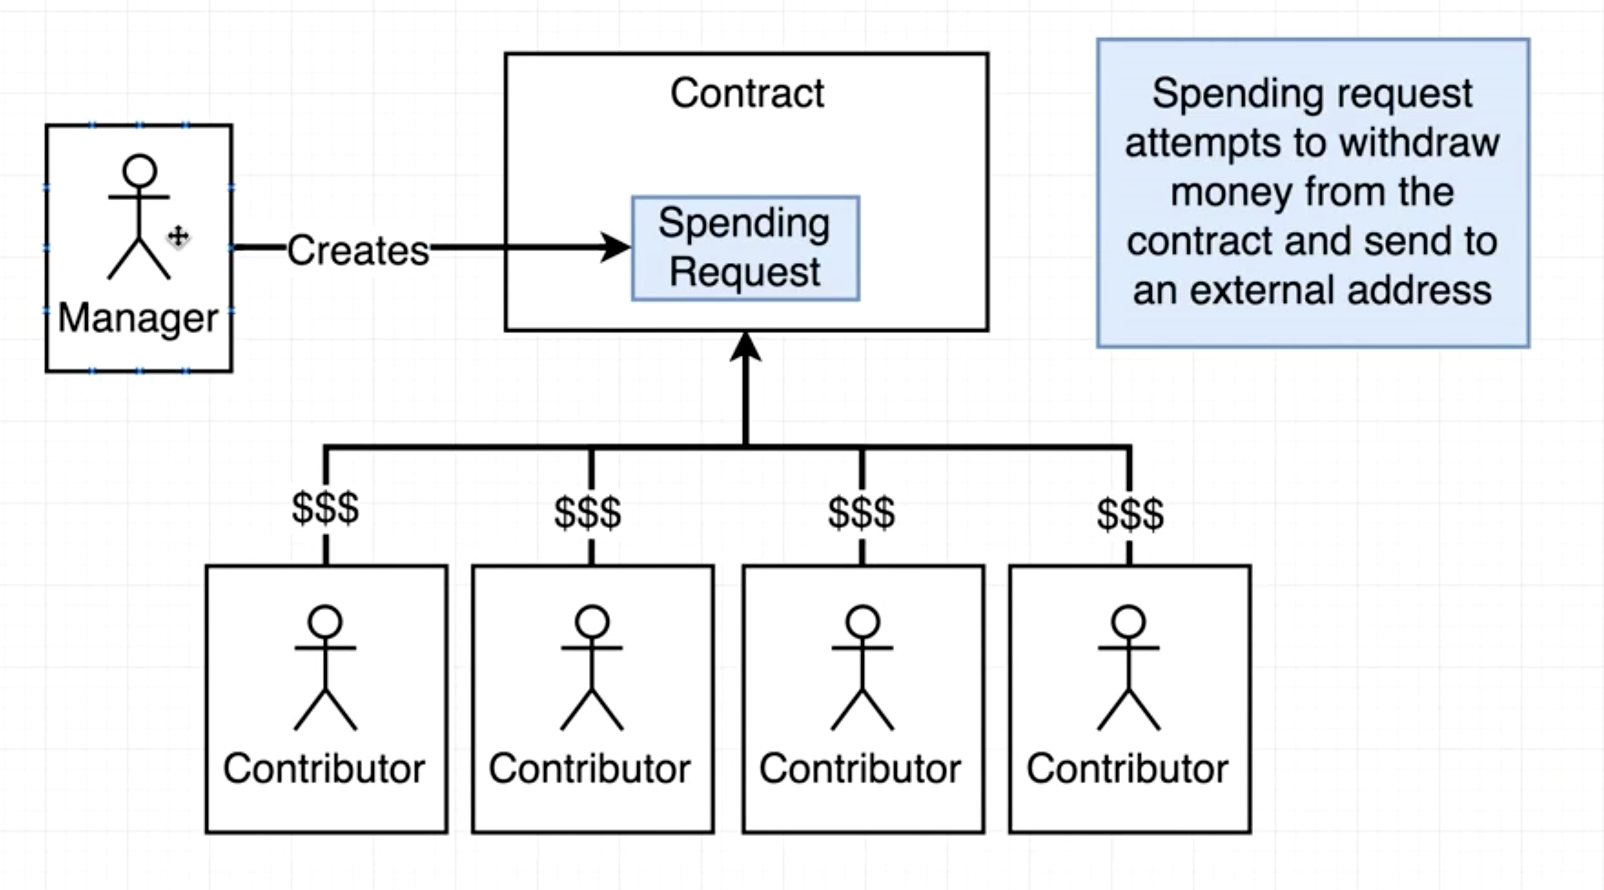 Contract
Spending request
attempts to withdraw
money from the
contract and send to
an external address
Spending
Request
Creates
Manager
$$$
$$$
$$$
$$$
Contributor
Contributor
Contributor
Contributor